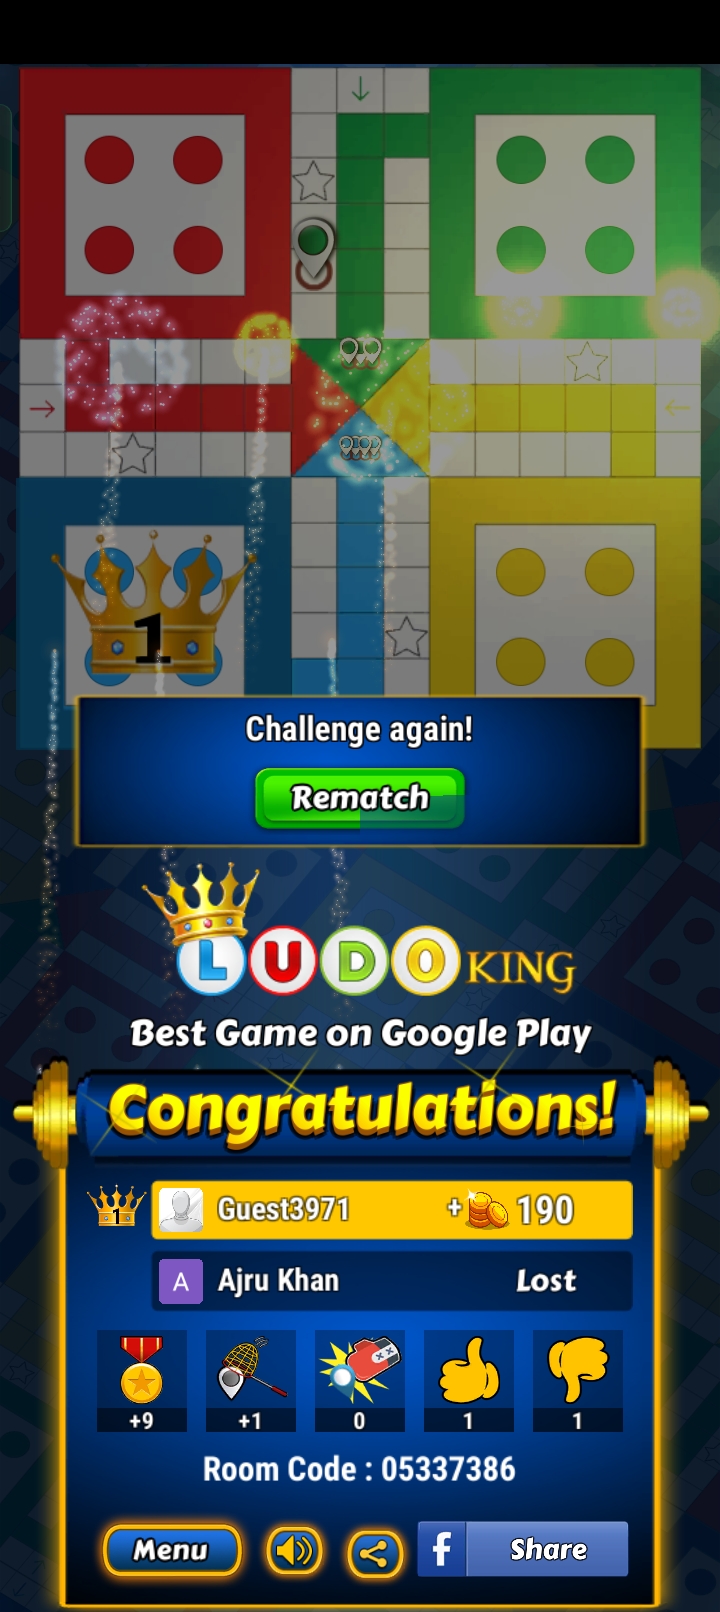 1
Challenge again!
Rematch
LUDO KING
Best Game on Google Play
Congratulations!
1 Guest3971 + 190
A Ajru Khan Lost
+9 +1 0 1 1
Room Code : 05337386
Menu f Share